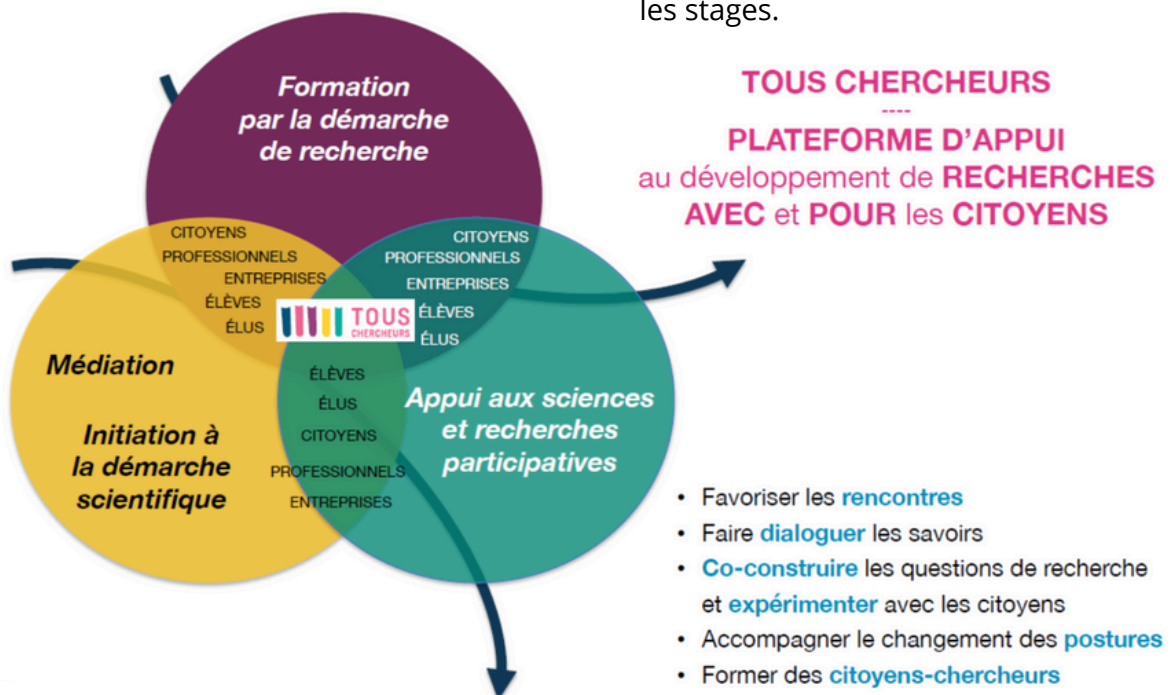 les stages.
Formation
par la démarche
de recherche
TOUS CHERCHEURS
----
PLATEFORME D'APPUI
au développement de RECHERCHES
AVEC et POUR les CITOYENS
CITOYENS
PROFESSIONNELS
ENTREPRISES
ÉLÈVES
ÉLUS
CITOYENS
PROFESSIONNELS
ENTREPRISES
ÉLÈVES
ÉLUS
TOUS
CHERCHEURS
Médiation
Initiation à
la démarche
scientifique
ÉLÈVES
ÉLUS
CITOYENS
PROFESSIONNELS
ENTREPRISES
Appui aux sciences
et recherches
participatives
• Favoriser les rencontres
• Faire dialoguer les savoirs
• Co-construire les questions de recherche
et expérimenter avec les citoyens
• Accompagner le changement des postures
• Former des citoyens-chercheurs